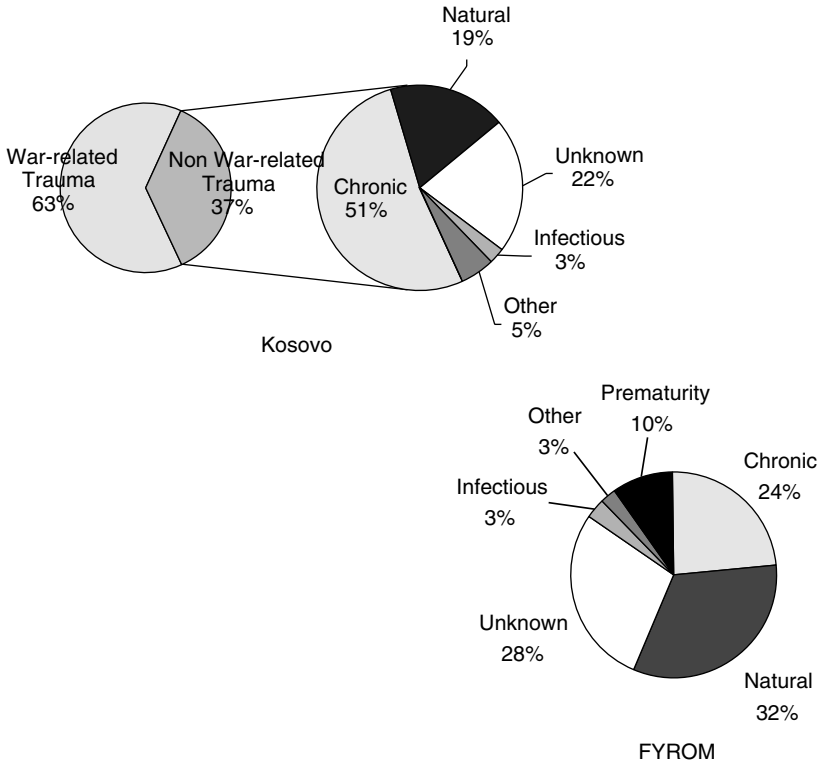 Natural
19%
War-related
Trauma
63%
Non War-related
Trauma
37%
Chronic
51%
Unknown
22%
Infectious
3%
Other
5%
Kosovo
Prematurity
10%
Other
3%
Chronic
24%
Infectious
3%
Unknown
28%
Natural
32%
FYROM